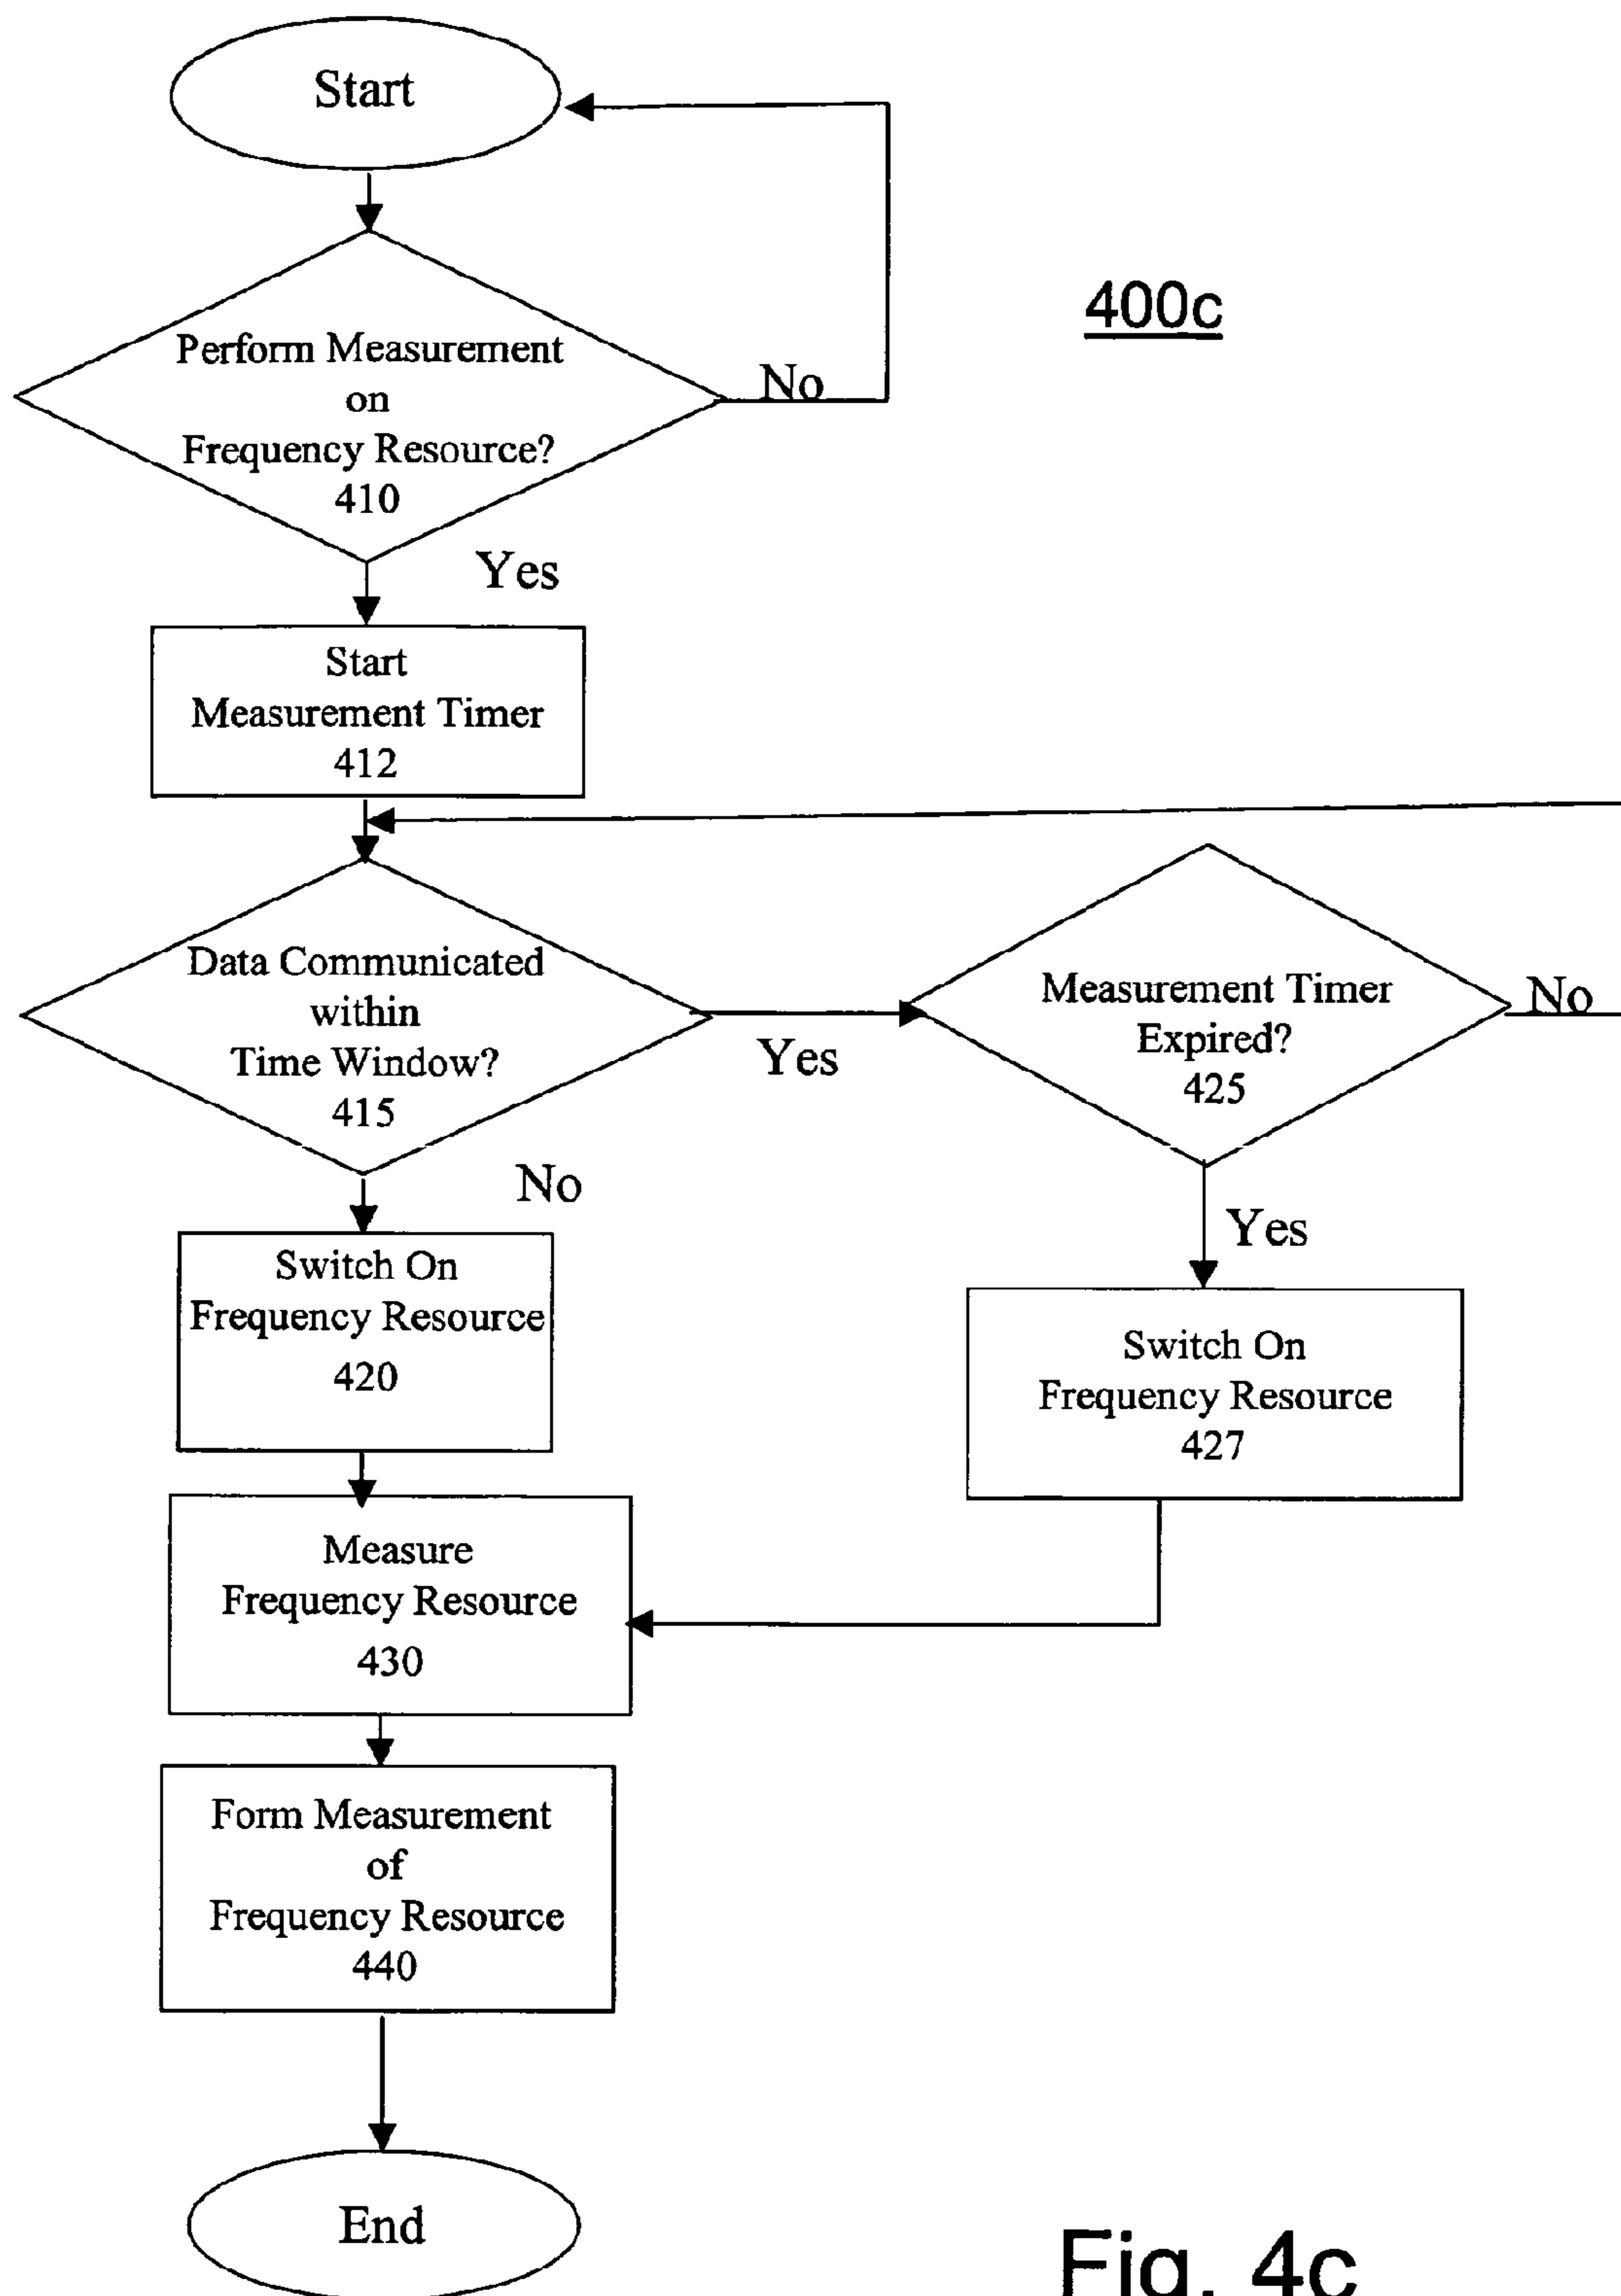 Start
400c
Perform Measurement
on
Frequency Resource?
410
No
Yes
Start
Measurement Timer
412
Data Communicated
within
Time Window?
415
Yes
Measurement Timer
Expired?
425
No
No
Yes
Switch On
Frequency Resource
420
Switch On
Frequency Resource
427
Measure
Frequency Resource
430
Form Measurement
of
Frequency Resource
440
End
Fig. 4c